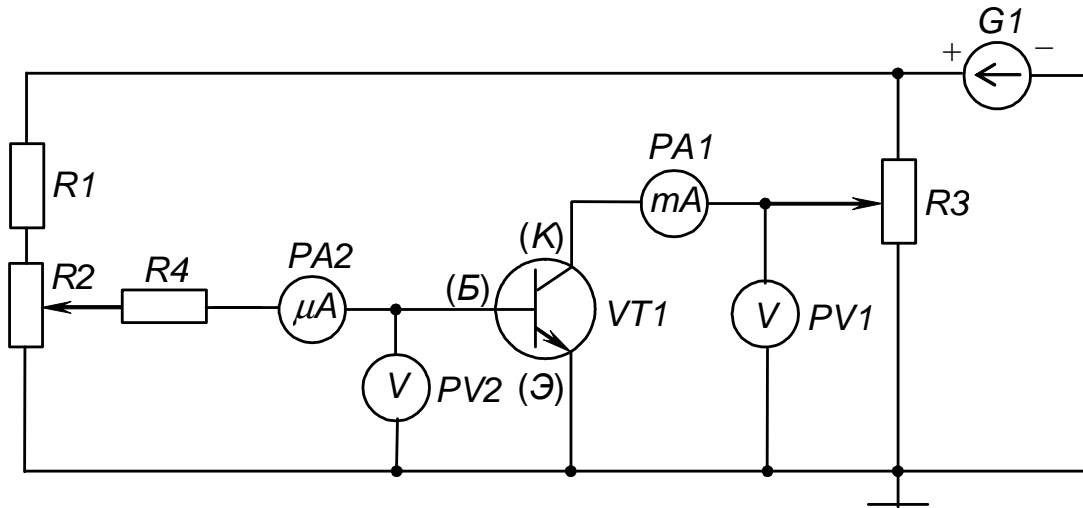 G1
+ −
PA1
R1
mA
R3
(К)
R2
R4
PA2
(Б)
μA
VT1
V
PV1
V
PV2
(Э)